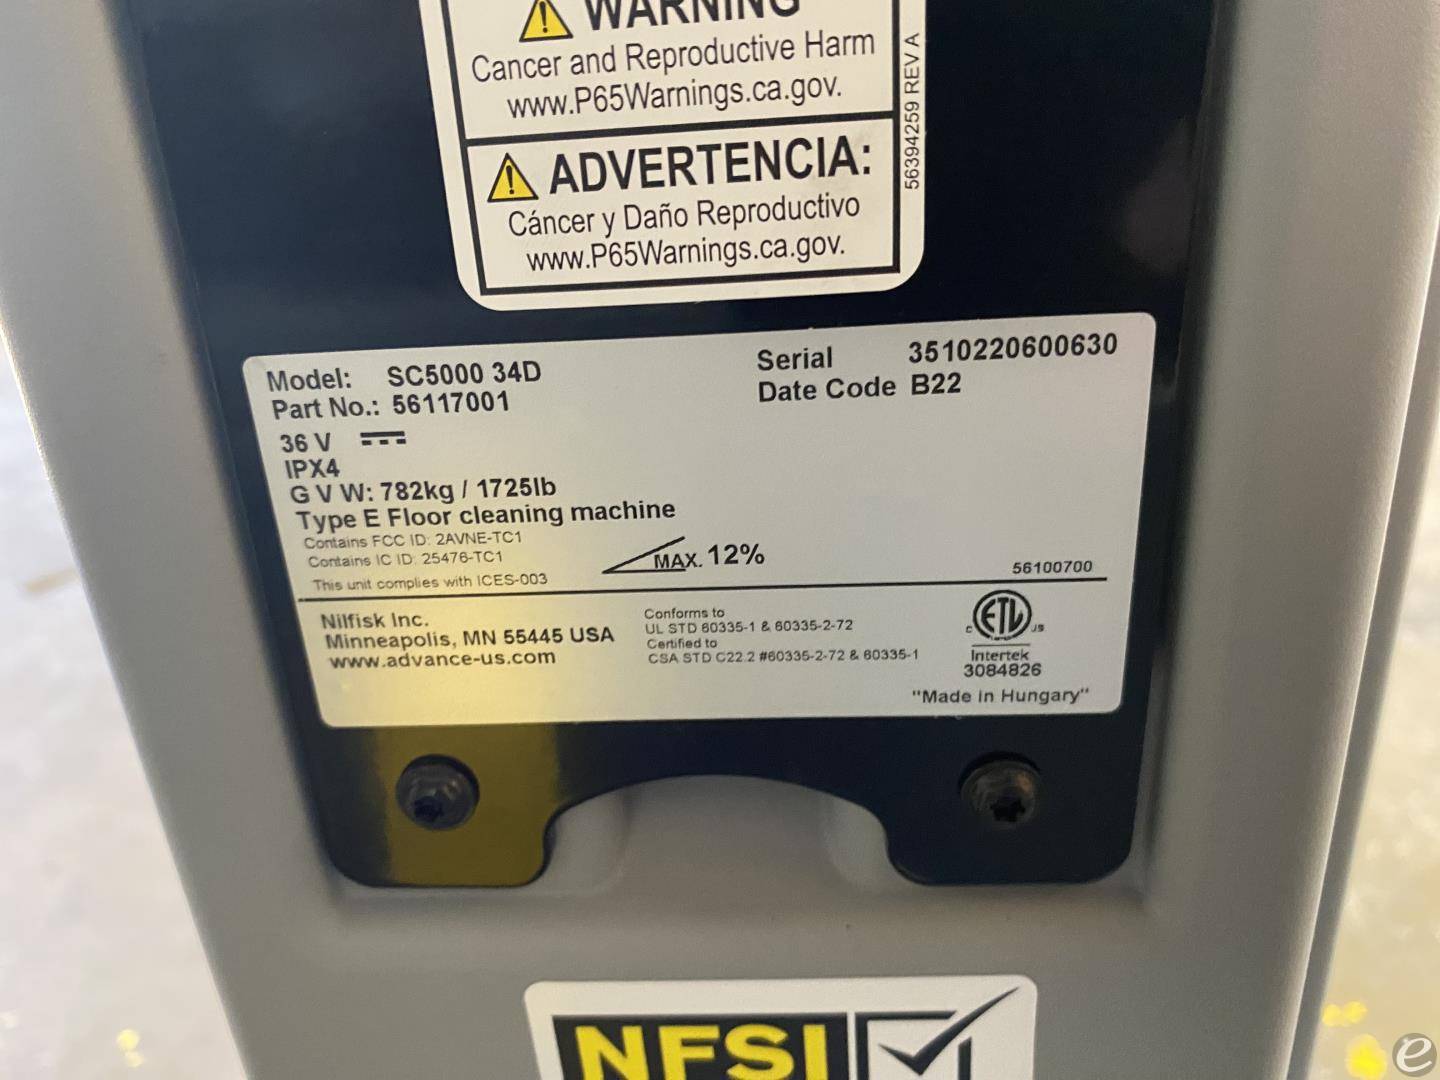 WARNING
Cancer and Reproductive Harm
www.P65Warnings.ca.gov.
ADVERTENCIA:
Cáncer y Daño Reproductivo
www.P65Warnings.ca.gov.
56394259 REV A
Model: SC5000 34D
Part No.: 56117001
Serial 3510220600630
Date Code B22
36 V
IPX4
G V W: 782kg / 1725lb
Type E Floor cleaning machine
Contains FCC ID: 2AVNE-TC1
Contains IC ID: 25476-TC1
This unit complies with ICES-003
MAX. 12%
56100700
Nilfisk Inc.
Minneapolis, MN 55445 USA
www.advance-us.com
Conforms to
UL STD 60335-1 & 60335-2-72
Certified to
CSA STD C22.2 #60335-2-72 & 60335-1
C ETL US
Intertek
3084826
"Made in Hungary"
NFSI
e